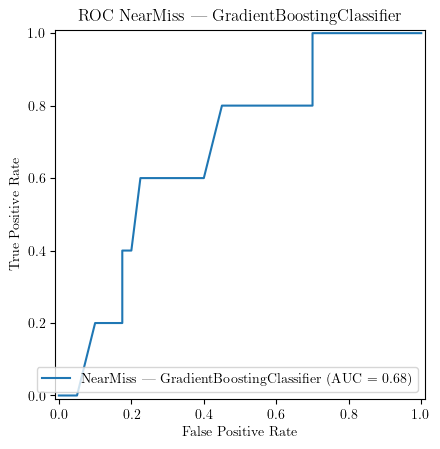 ROC NearMiss — GradientBoostingClassifier
1.0
0.8
0.6
0.4
0.2
0.0
True Positive Rate
NearMiss — GradientBoostingClassifier (AUC = 0.68)
0.0 0.2 0.4 0.6 0.8 1.0
False Positive Rate